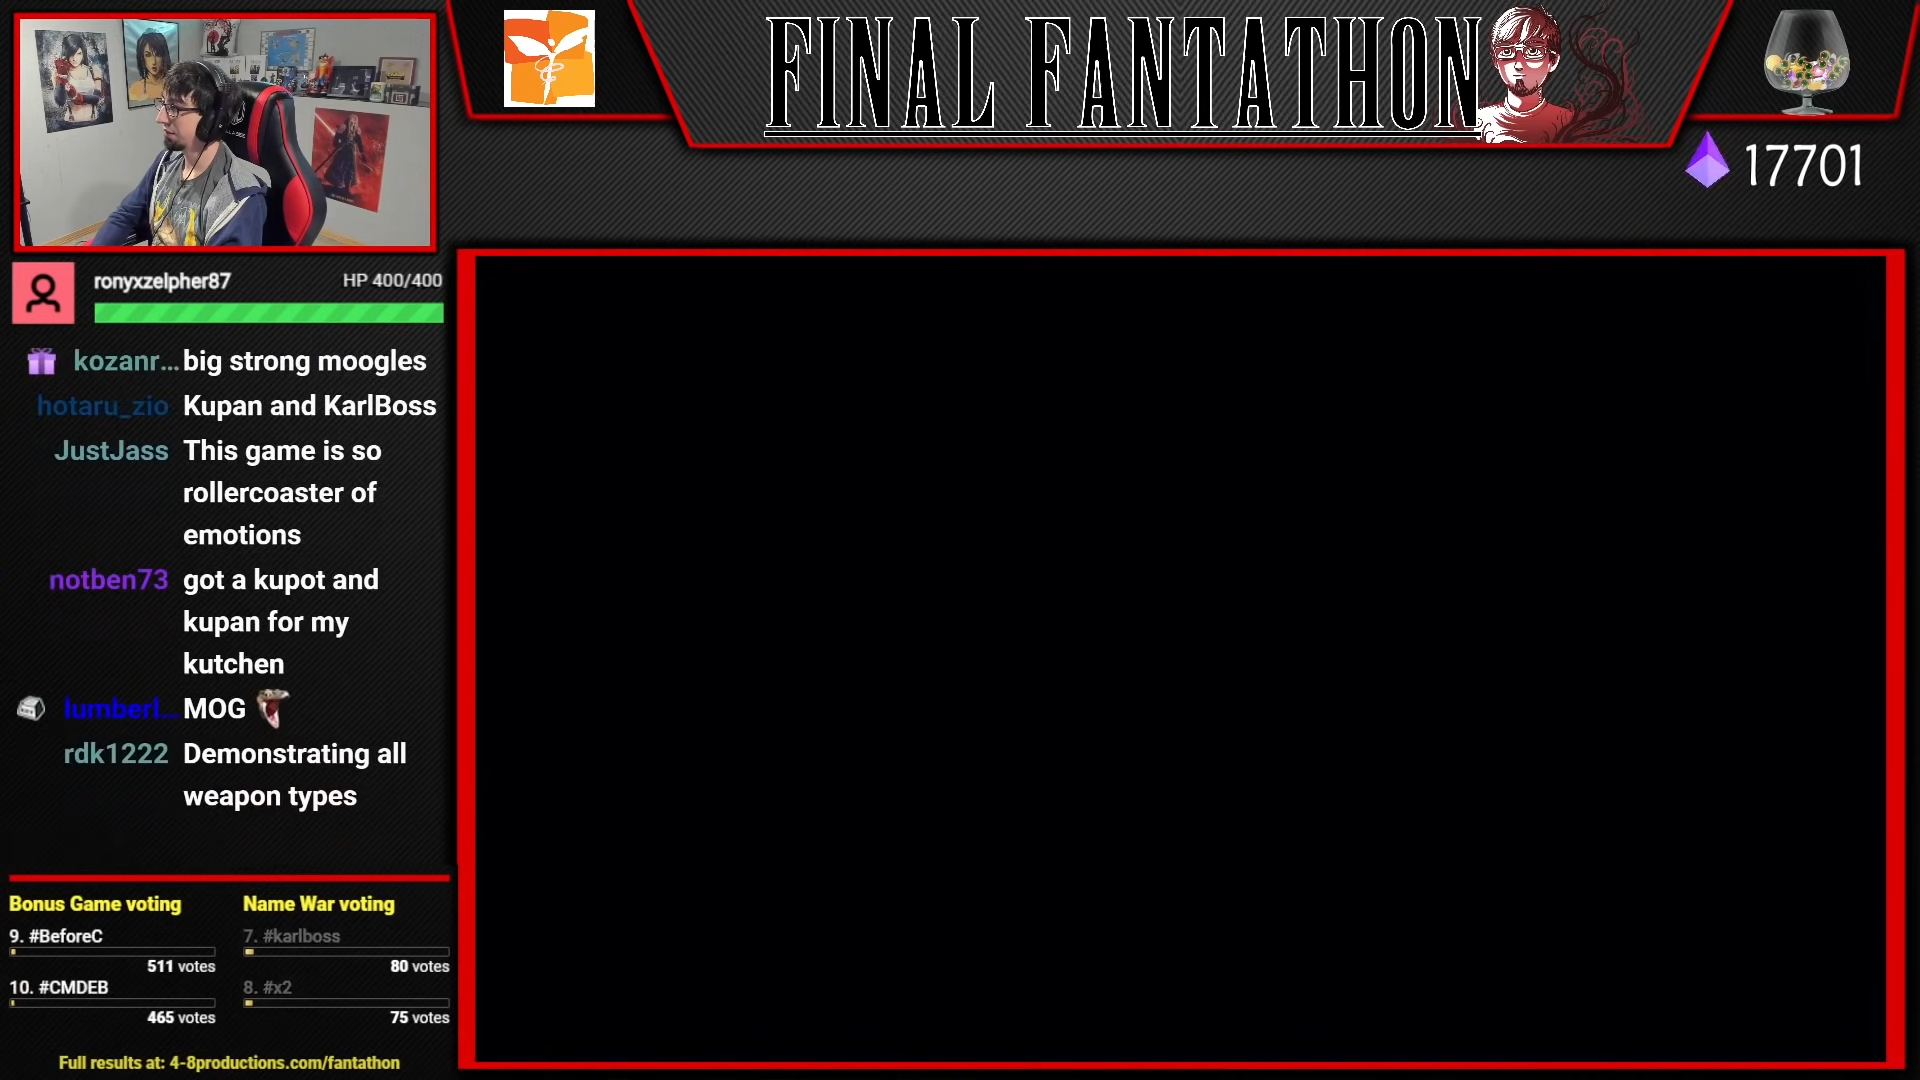 FINAL FANTATHON
17701
ronyxzelpher87 HP 400/400
kozanr... big strong moogles
hotaru_zio Kupan and KarlBoss
JustJass This game is so
rollercoaster of
emotions
notben73 got a kupot and
kupan for my
kutchen
lumberl... MOG
rdk1222 Demonstrating all
weapon types
Bonus Game voting
9. #BeforeC
511 votes
10. #CMDEB
465 votes
Name War voting
7. #karlboss
80 votes
8. #x2
75 votes
Full results at: 4-8productions.com/fantathon